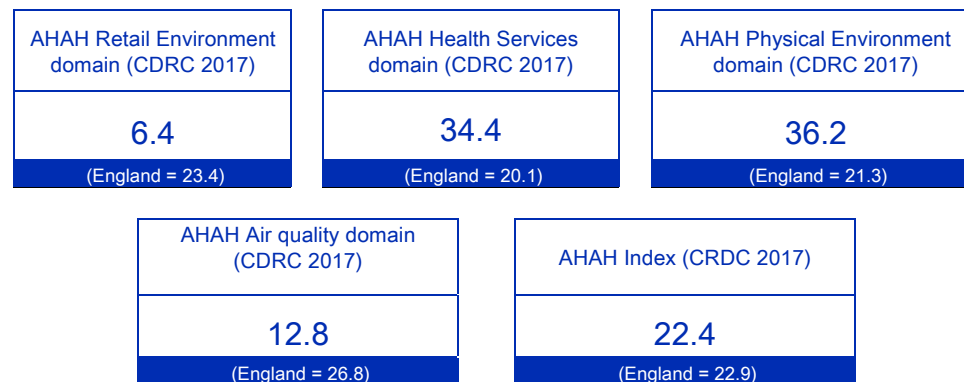 AHAH Retail Environment
domain (CDRC 2017)
6.4
(England = 23.4)
AHAH Health Services
domain (CDRC 2017)
34.4
(England = 20.1)
AHAH Physical Environment
domain (CDRC 2017)
36.2
(England = 21.3)
AHAH Air quality domain
(CDRC 2017)
12.8
(England = 26.8)
AHAH Index (CRDC 2017)
22.4
(England = 22.9)